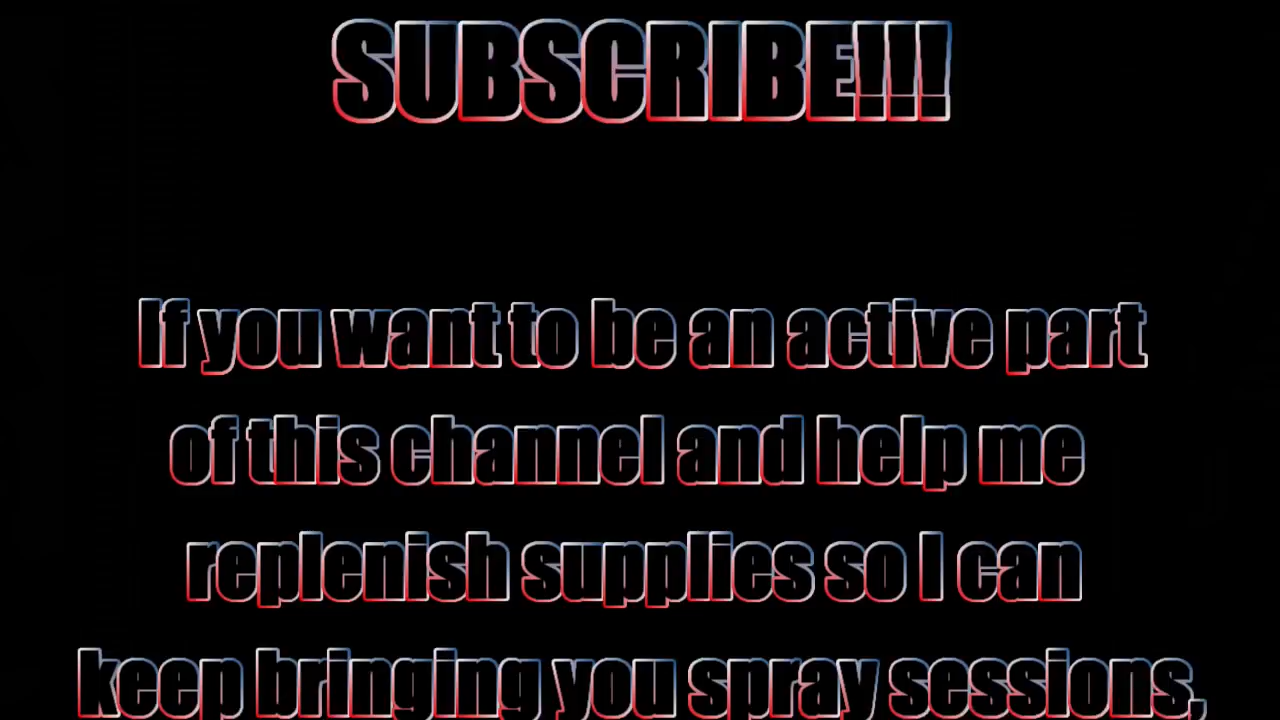 SUBSCRIBE!!!
If you want to be an active part
of this channel and help me
replenish supplies so I can
keep bringing you spray sessions,